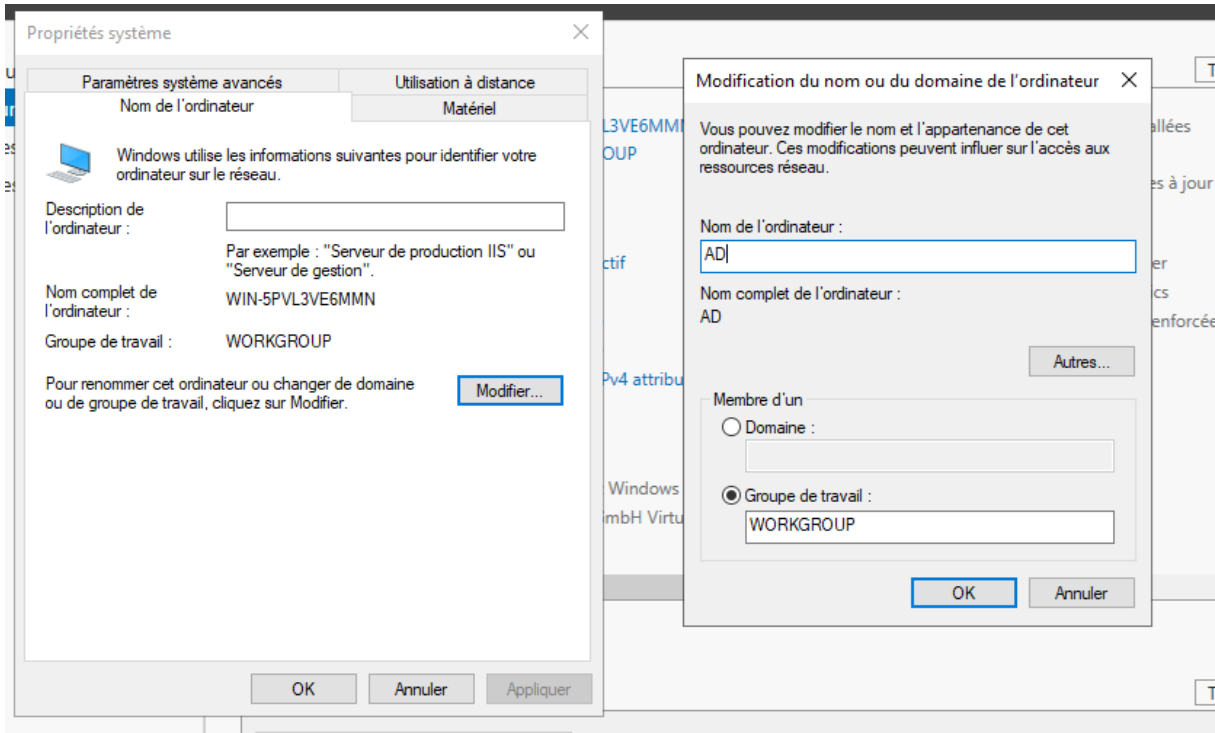 Propriétés système
Paramètres système avancés
Utilisation à distance
Nom de l'ordinateur
Matériel
Windows utilise les informations suivantes pour identifier votre
ordinateur sur le réseau.
Description de
l'ordinateur :
Par exemple : "Serveur de production IIS" ou
"Serveur de gestion".
Nom complet de
l'ordinateur :
WIN-5PVL3VE6MMN
Groupe de travail :
WORKGROUP
Pour renommer cet ordinateur ou changer de domaine
ou de groupe de travail, cliquez sur Modifier.
Modifier...
OK
Annuler
Appliquer
L3VE6MM
OUP
ctif
Pv4 attribu
Windows
mbH Virtu
Modification du nom ou du domaine de l'ordinateur
Vous pouvez modifier le nom et l'appartenance de cet
ordinateur. Ces modifications peuvent influer sur l'accès aux
ressources réseau.
Nom de l'ordinateur :
AD
Nom complet de l'ordinateur :
AD
Autres...
Membre d'un
Domaine :
Groupe de travail :
WORKGROUP
OK
Annuler
allées
es à jour
er
ics
enforcée